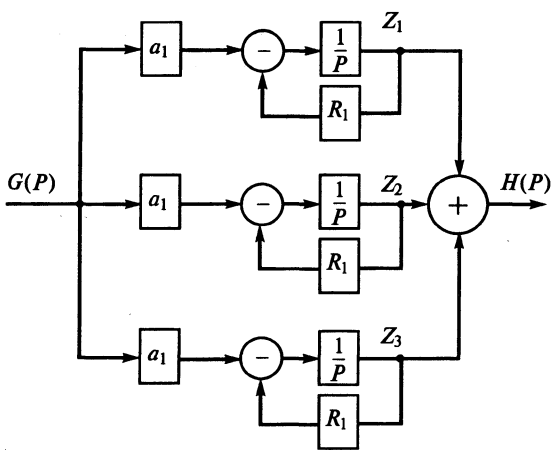 Z₁
a₁ − 1/P
R₁
G(P) a₁ − 1/P Z₂ + H(P)
R₁
Z₃
a₁ − 1/P
R₁